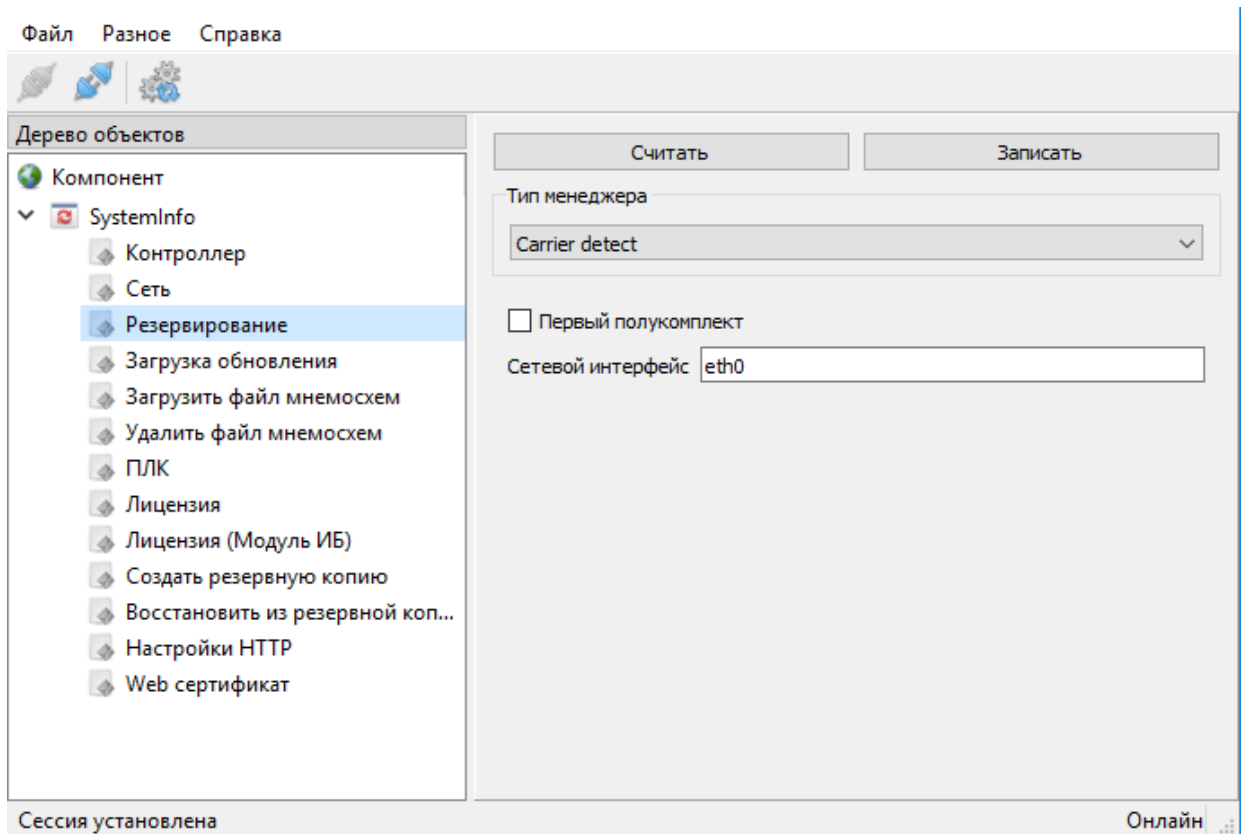 Файл Разное Справка
Дерево объектов
Компонент
SystemInfo
Контроллер
Сеть
Резервирование
Загрузка обновления
Загрузить файл мнемосхем
Удалить файл мнемосхем
ПЛК
Лицензия
Лицензия (Модуль ИБ)
Создать резервную копию
Восстановить из резервной коп...
Настройки HTTP
Web сертификат
Считать Записать
Тип менеджера
Carrier detect
Первый полукомплект
Сетевой интерфейс eth0
Сессия установлена Онлайн